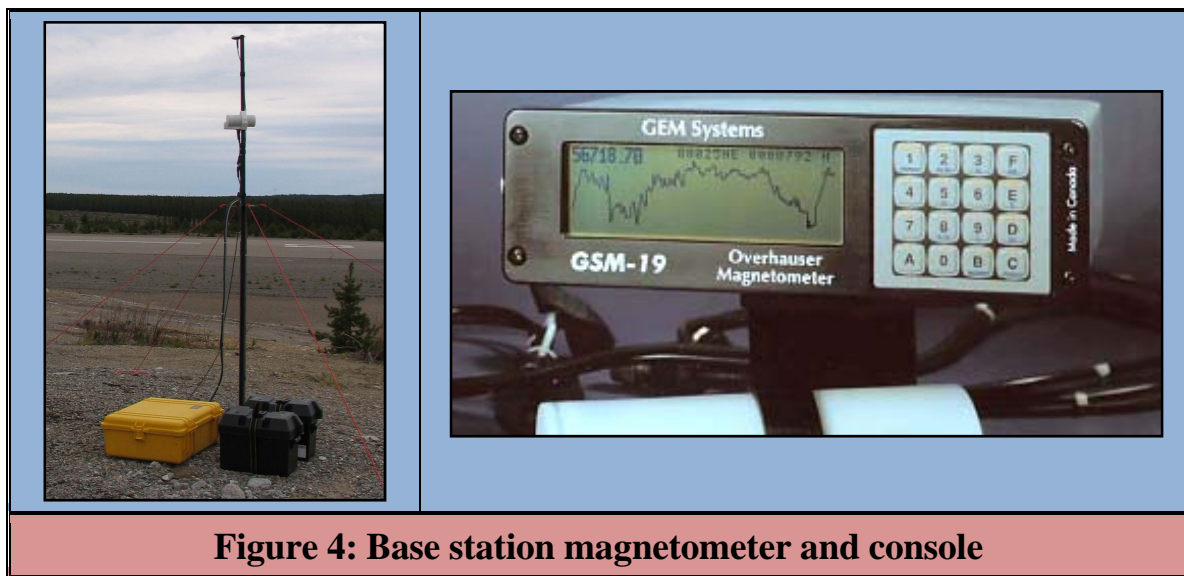 GEM Systems
56718.70 00025NE 0000792 H
GSM-19
Overhauser
Magnetometer
1 2 3 F
4 5 6 E
7 8 9 D
A 0 B C
Made in Canada
Figure 4: Base station magnetometer and console